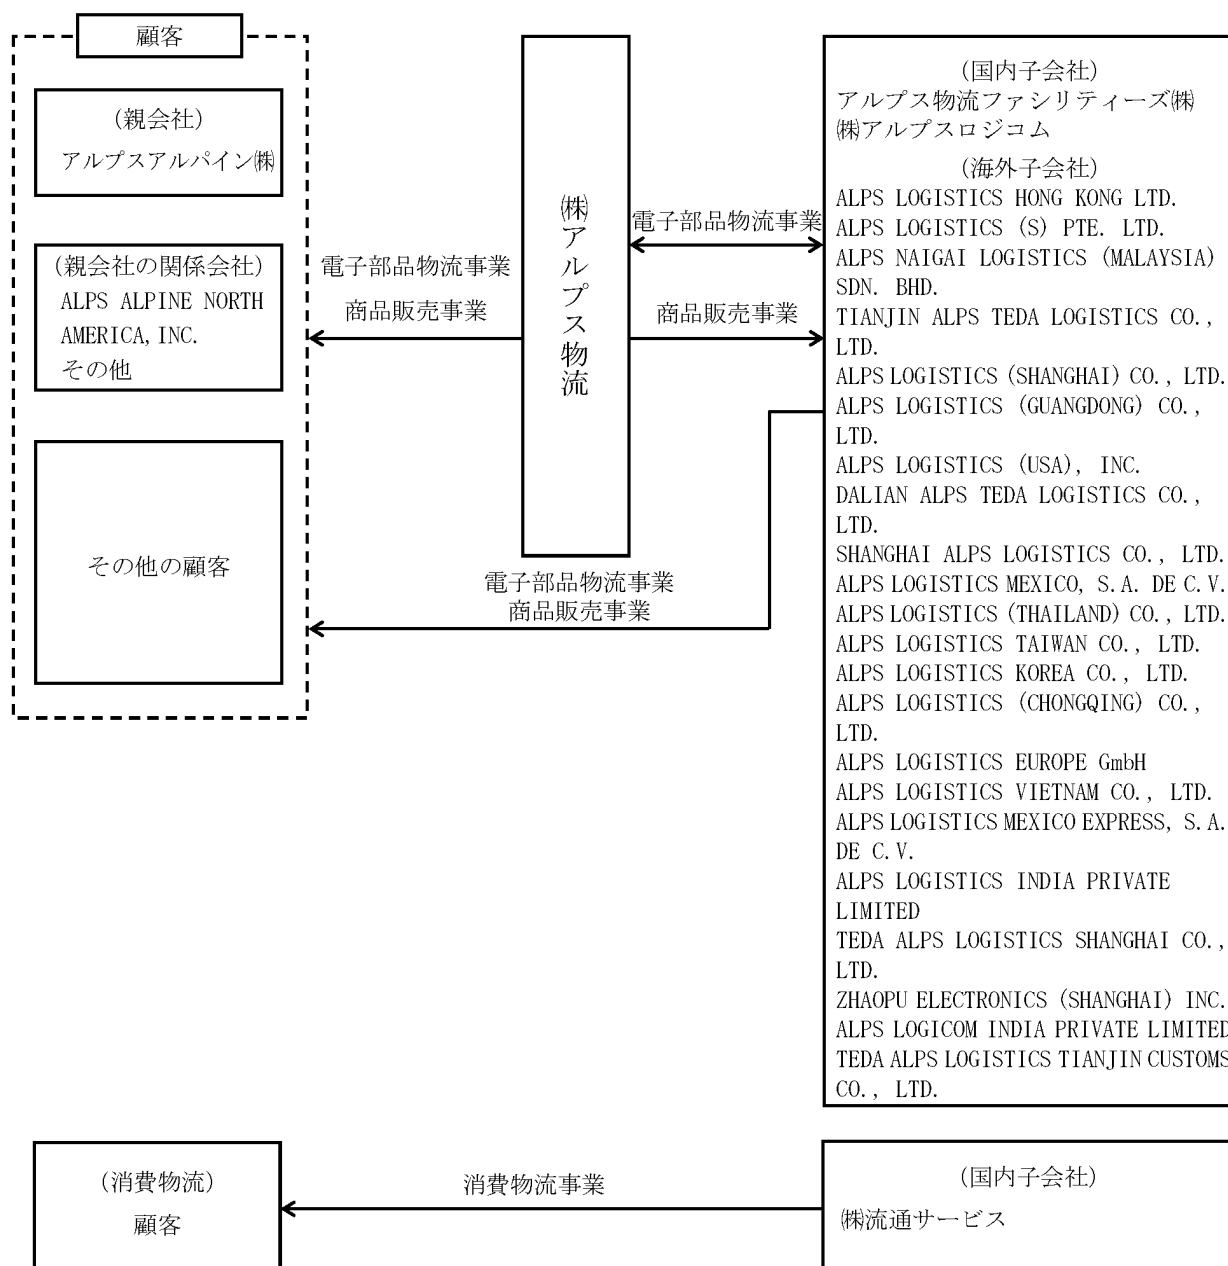 顧客
(親会社)
アルプスアルパイン㈱
(親会社の関係会社)
ALPS ALPINE NORTH
AMERICA, INC.
その他
その他の顧客
電子部品物流事業
商品販売事業
㈱アルプス物流
電子部品物流事業
商品販売事業
電子部品物流事業
商品販売事業
(国内子会社)
アルプス物流ファシリティーズ㈱
㈱アルプスロジコム
(海外子会社)
ALPS LOGISTICS HONG KONG LTD.
ALPS LOGISTICS (S) PTE. LTD.
ALPS NAIGAI LOGISTICS (MALAYSIA)
SDN. BHD.
TIANJIN ALPS TEDA LOGISTICS CO.,
LTD.
ALPS LOGISTICS (SHANGHAI) CO., LTD.
ALPS LOGISTICS (GUANGDONG) CO.,
LTD.
ALPS LOGISTICS (USA), INC.
DALIAN ALPS TEDA LOGISTICS CO.,
LTD.
SHANGHAI ALPS LOGISTICS CO., LTD.
ALPS LOGISTICS MEXICO, S.A. DE C.V.
ALPS LOGISTICS (THAILAND) CO., LTD.
ALPS LOGISTICS TAIWAN CO., LTD.
ALPS LOGISTICS KOREA CO., LTD.
ALPS LOGISTICS (CHONGQING) CO.,
LTD.
ALPS LOGISTICS EUROPE GmbH
ALPS LOGISTICS VIETNAM CO., LTD.
ALPS LOGISTICS MEXICO EXPRESS, S.A.
DE C.V.
ALPS LOGISTICS INDIA PRIVATE
LIMITED
TEDA ALPS LOGISTICS SHANGHAI CO.,
LTD.
ZHAOPU ELECTRONICS (SHANGHAI) INC.
ALPS LOGICOM INDIA PRIVATE LIMITED
TEDA ALPS LOGISTICS TIANJIN CUSTOMS
CO., LTD.
(消費物流)
顧客
消費物流事業
(国内子会社)
㈱流通サービス